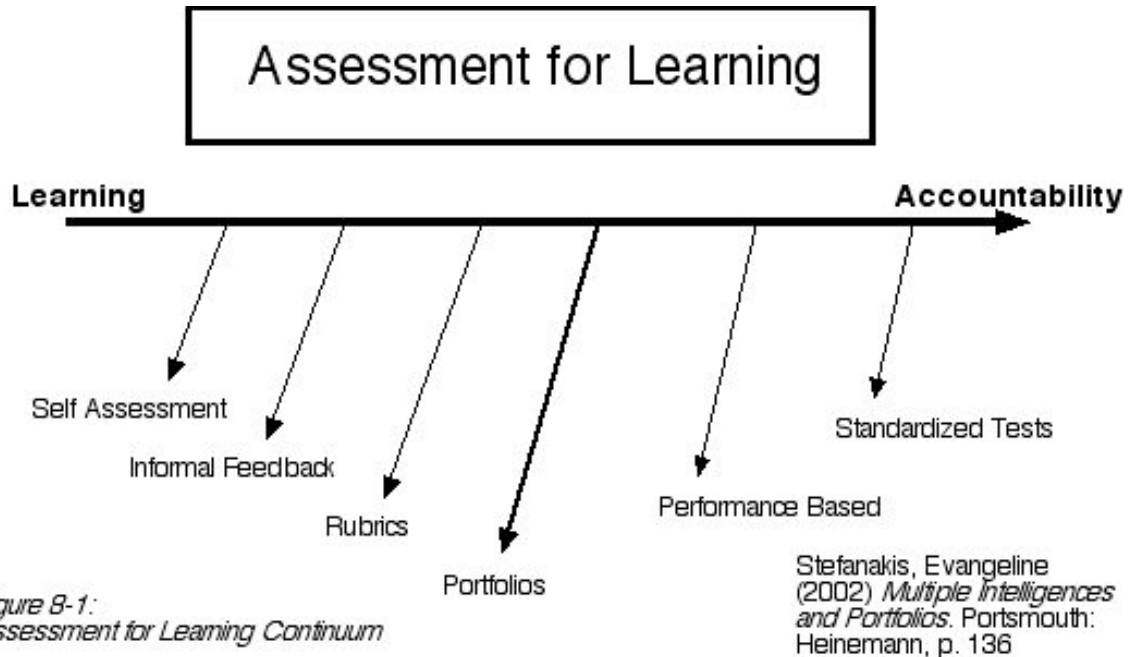 Assessment for Learning
Learning
Accountability
Self Assessment
Informal Feedback
Rubrics
Portfolios
Performance Based
Standardized Tests
gure 8-1:
ssessment for Learning Continuum
Stefanakis, Evangeline
(2002) Multiple Intelligences
and Portfolios. Portsmouth:
Heinemann, p. 136